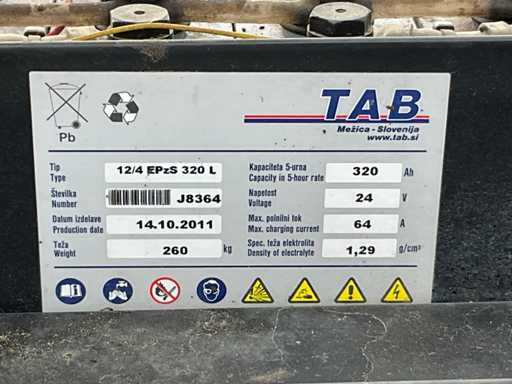 TAB
Mežica - Slovenija
www.tab.si
Pb
Tip
Type
12/4 EPzS 320 L
Številka
Number
J8364
Datum izdelave
Production date
14.10.2011
Teža
Weight
260 kg
Kapaciteta 5-urna
Capacity in 5-hour rate
320 Ah
Napetost
Voltage
24 V
Max. polnilni tok
Max. charging current
64 A
Spec. teža elektrolita
Density of electrolyte
1,29 g/cm³